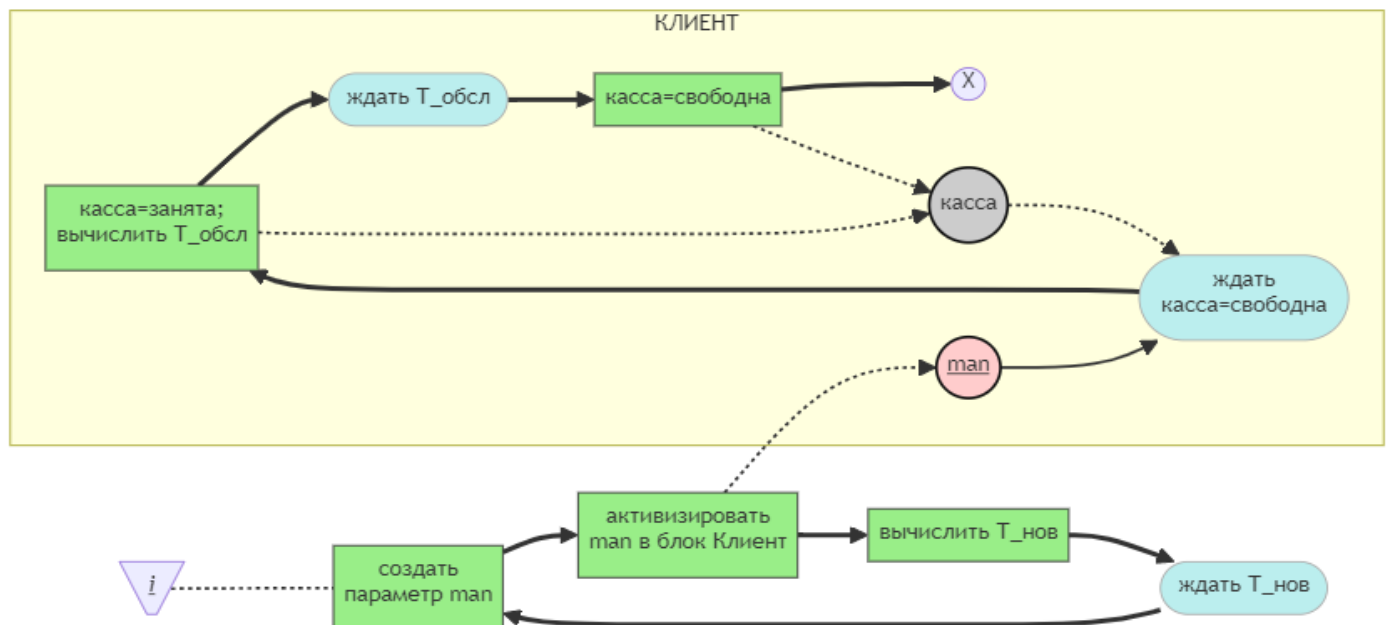 КЛИЕНТ
ждать Т_обсл
касса=свободна
X
касса=занята;
вычислить Т_обсл
касса
ждать
касса=свободна
man
активизировать
man в блок Клиент
вычислить Т_нов
создать
параметр man
i
ждать Т_нов